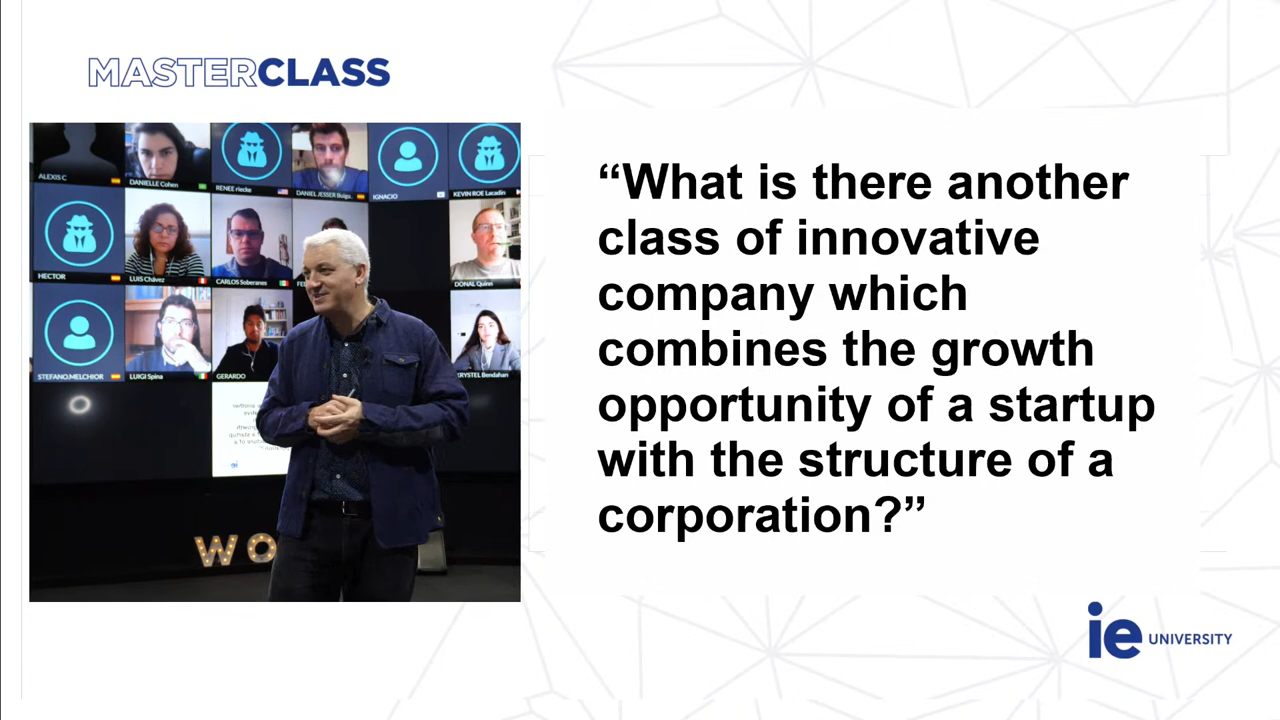 MASTERCLASS
ALEXIS C
DANIELLE Cohen
RENEE riecke
IGNACIO
KEVIN ROE Lacadin
HECTOR
LUIS Chávez
CARLOS Soberanes
DONAL Quinn
STEFANO.MELCHIOR
LUIGI Spina
GERARDO
KRYSTEL Bendahan
WO
“What is there another
class of innovative
company which
combines the growth
opportunity of a startup
with the structure of a
corporation?”
ie UNIVERSITY